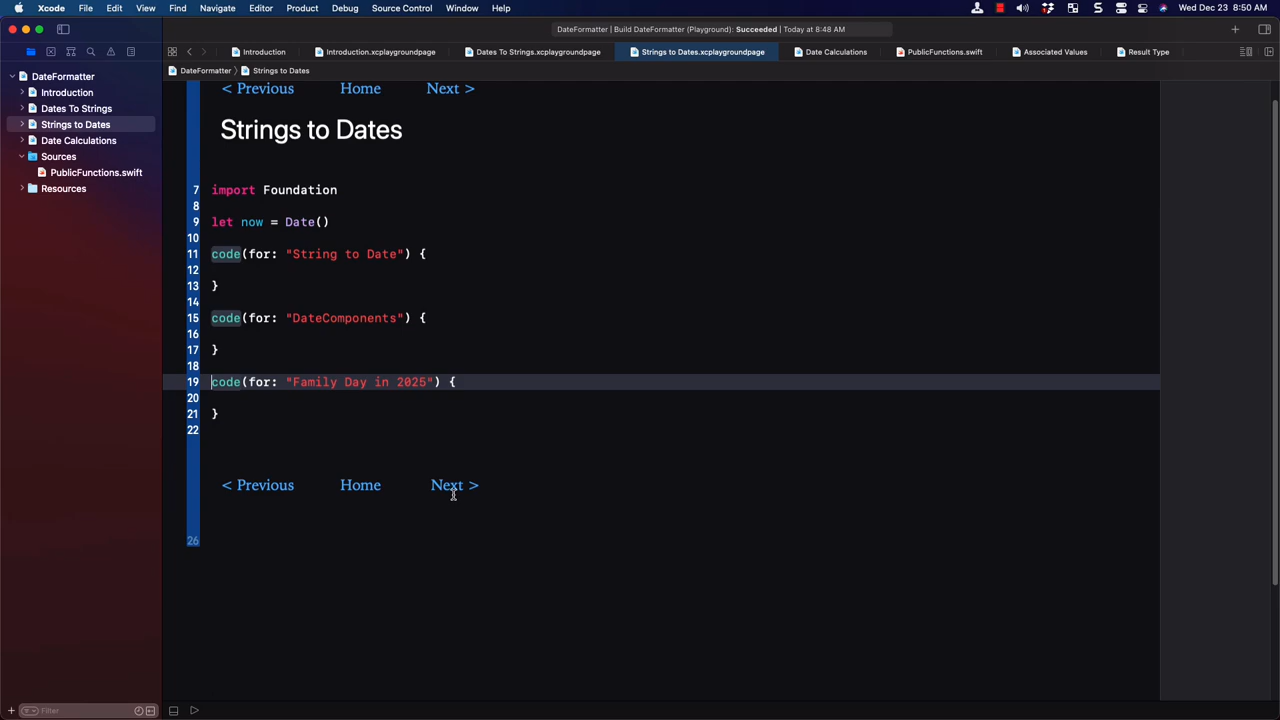 Xcode File Edit View Find Navigate Editor Product Debug Source Control Window Help Wed Dec 23 8:50 AM
DateFormatter | Build DateFormatter (Playground): Succeeded | Today at 8:48 AM
Introduction Introduction.xcplaygroundpage Dates To Strings.xcplaygroundpage Strings to Dates.xcplaygroundpage Date Calculations PublicFunctions.swift Associated Values Result Type
DateFormatter Strings to Dates
DateFormatter
Introduction
Dates To Strings
Strings to Dates
Date Calculations
Sources
PublicFunctions.swift
Resources
< Previous Home Next >
Strings to Dates
7 import Foundation
8
9 let now = Date()
10
11 code(for: "String to Date") {
12
13 }
14
15 code(for: "DateComponents") {
16
17 }
18
19 code(for: "Family Day in 2025") {
20
21 }
22
< Previous Home Next >
26
Filter